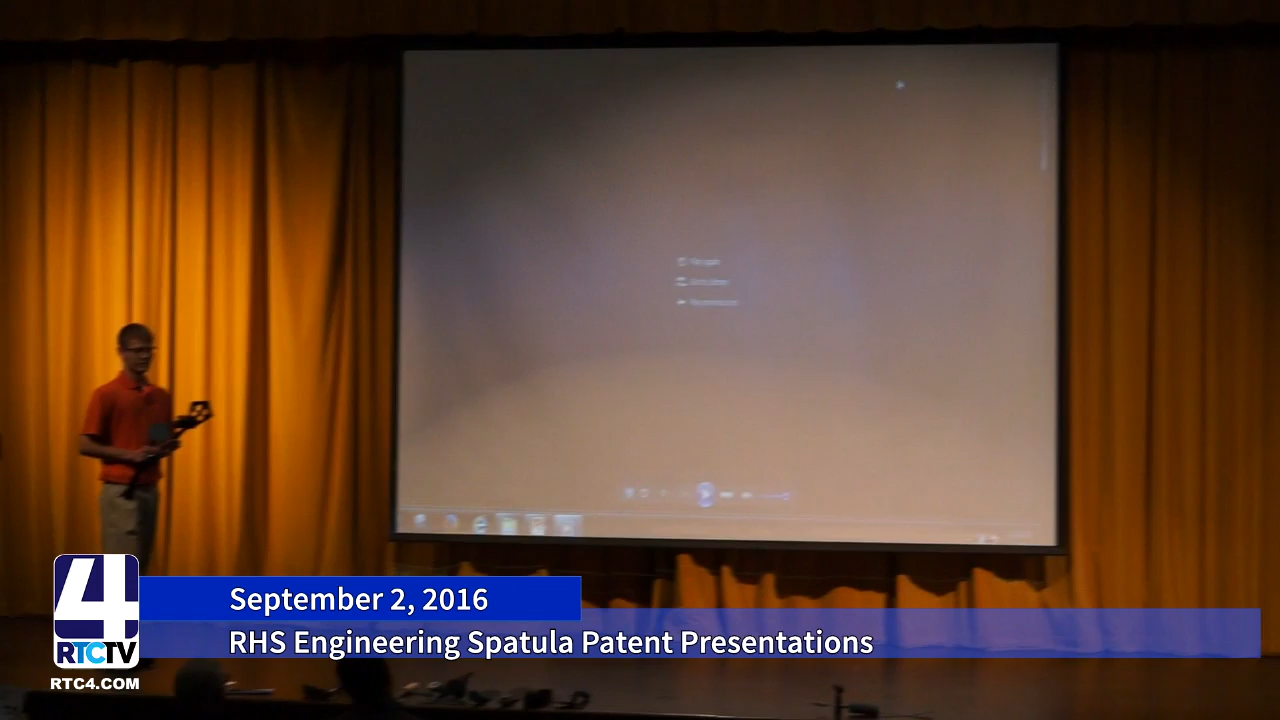 September 2, 2016
RHS Engineering Spatula Patent Presentations
4
RTCTV
RTC4.COM